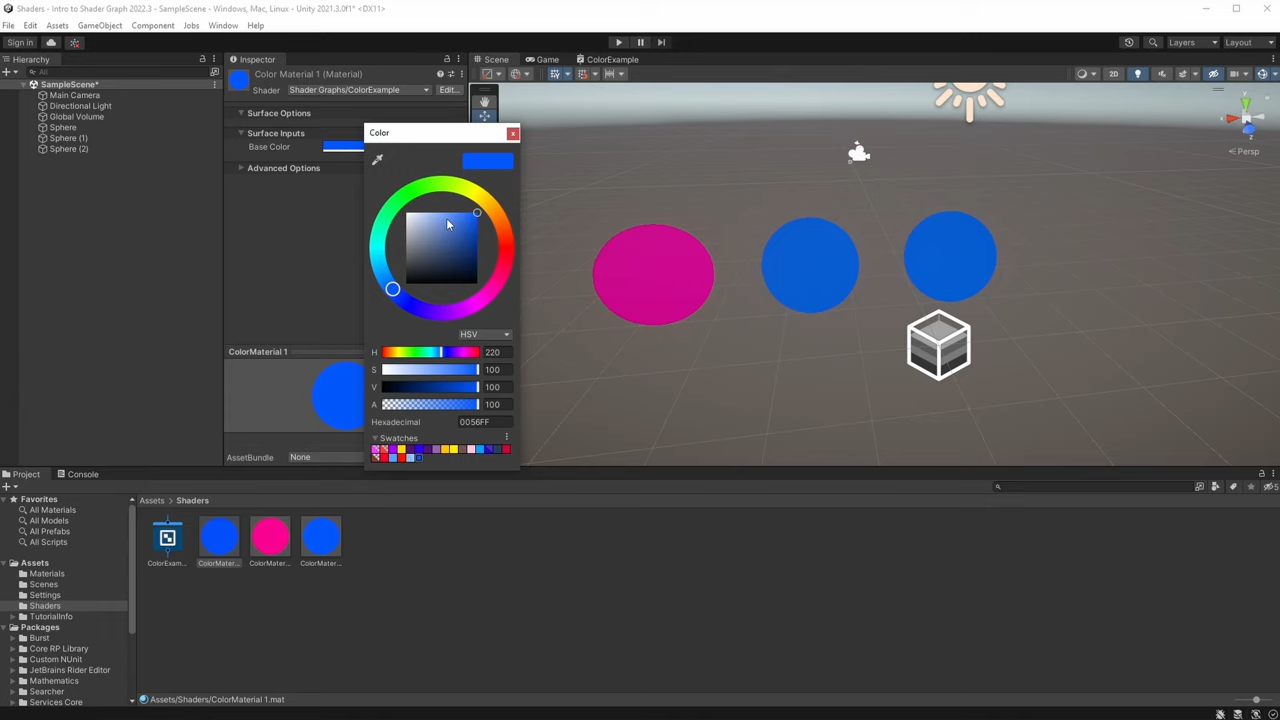 Shaders - Intro to Shader Graph 2022.3 - SampleScene - Windows, Mac, Linux - Unity 2021.3.0f1* <DX11>
File Edit Assets GameObject Component Jobs Window Help
Sign in
Layers
Layout
Hierarchy
Inspector
Scene
Game
ColorExample
All
SampleScene*
Main Camera
Directional Light
Global Volume
Sphere
Sphere (1)
Sphere (2)
Color Material 1 (Material)
Shader Shader Graphs/ColorExample Edit...
Surface Options
Surface Inputs
Base Color
Advanced Options
2D
Persp
Color
HSV
H 220
S 100
V 100
A 100
Hexadecimal 0056FF
Swatches
ColorMaterial 1
AssetBundle None
Project
Console
Favorites
All Materials
All Models
All Prefabs
All Scripts
Assets
Materials
Scenes
Settings
Shaders
TutorialInfo
Packages
Burst
Core RP Library
Custom NUnit
JetBrains Rider Editor
Mathematics
Searcher
Services Core
Assets > Shaders
5
ColorExam...
ColorMater...
ColorMater...
ColorMater...
Assets/Shaders/ColorMaterial 1.mat